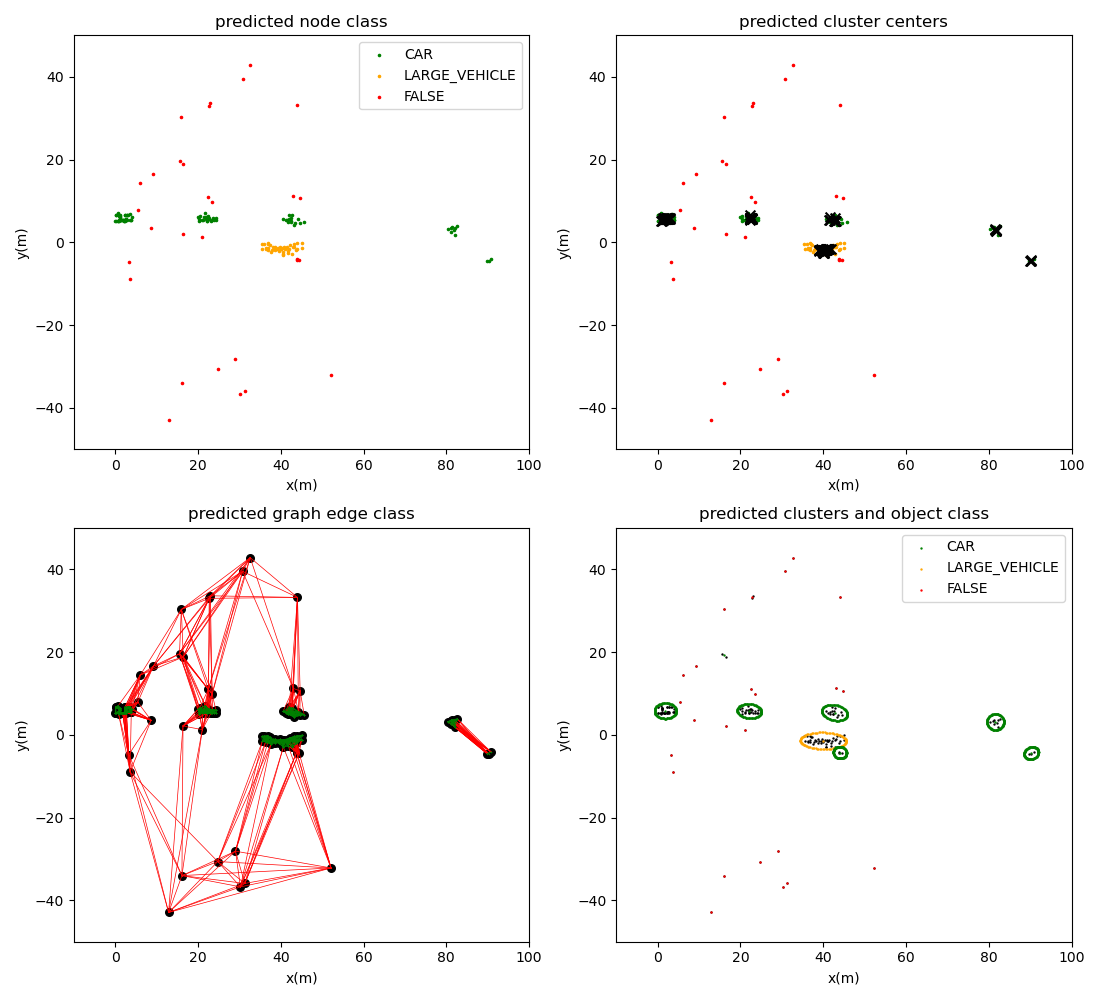 predicted node class
40
20
0
−20
−40
y(m)
CAR
LARGE_VEHICLE
FALSE
0 20 40 60 80 100
x(m)
predicted cluster centers
40
20
0
−20
−40
y(m)
0 20 40 60 80 100
x(m)
predicted graph edge class
40
20
0
−20
−40
y(m)
0 20 40 60 80 100
x(m)
predicted clusters and object class
40
20
0
−20
−40
y(m)
CAR
LARGE_VEHICLE
FALSE
0 20 40 60 80 100
x(m)